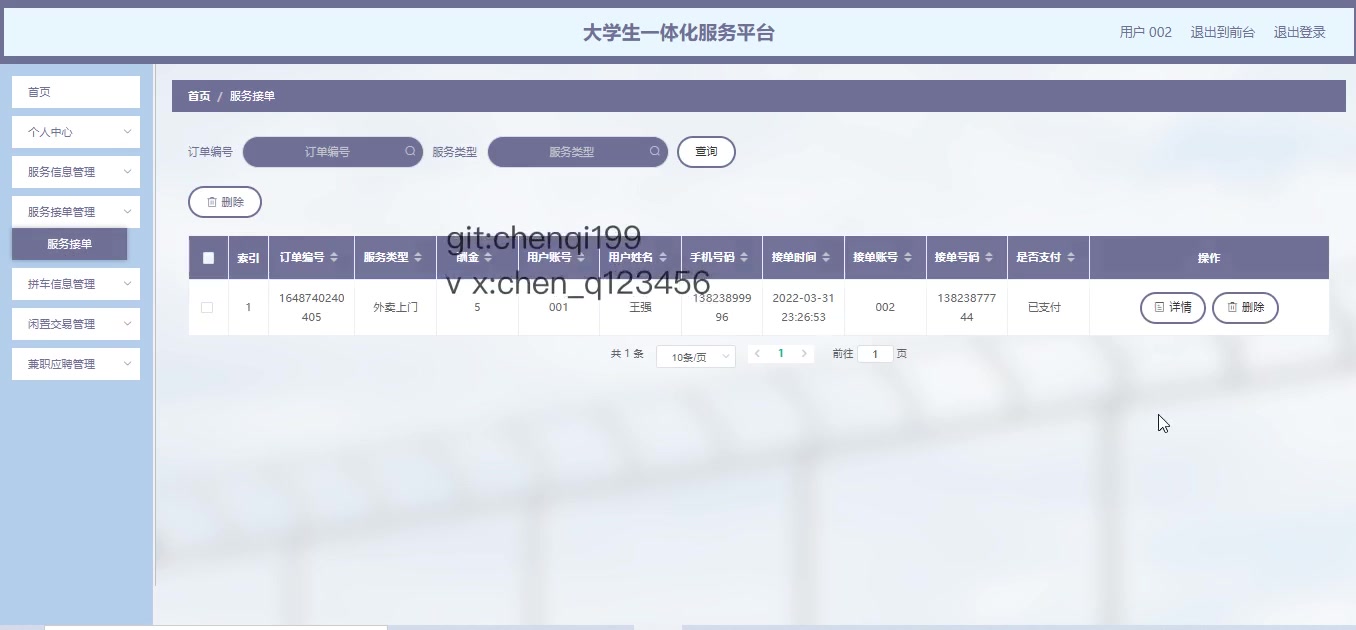 大学生一体化服务平台
用户 002 退出到前台 退出登录
首页
个人中心
服务信息管理
服务接单管理
服务接单
拼车信息管理
闲置交易管理
兼职应聘管理
首页 / 服务接单
订单编号 订单编号 服务类型 服务类型 查询
删除
git:chenqi199
索引 订单编号 服务类型 酬金 用户账号 用户姓名 手机号码 接单时间 接单账号 接单号码 是否支付 操作
v x:chen_q123456
1 1648740240405 外卖上门 5 001 王强 13823899996 2022-03-31 23:26:53 002 13823877744 已支付 详情 删除
共 1 条 10条/页 1 前往 1 页